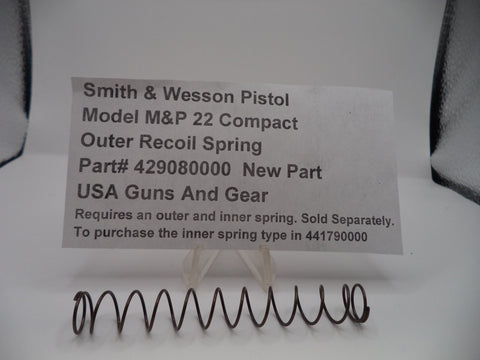 Smith & Wesson Pistol
Model M&P 22 Compact
Outer Recoil Spring
Part# 429080000 New Part
USA Guns And Gear
Requires an outer and inner spring. Sold Separately.
To purchase the inner spring type in 441790000